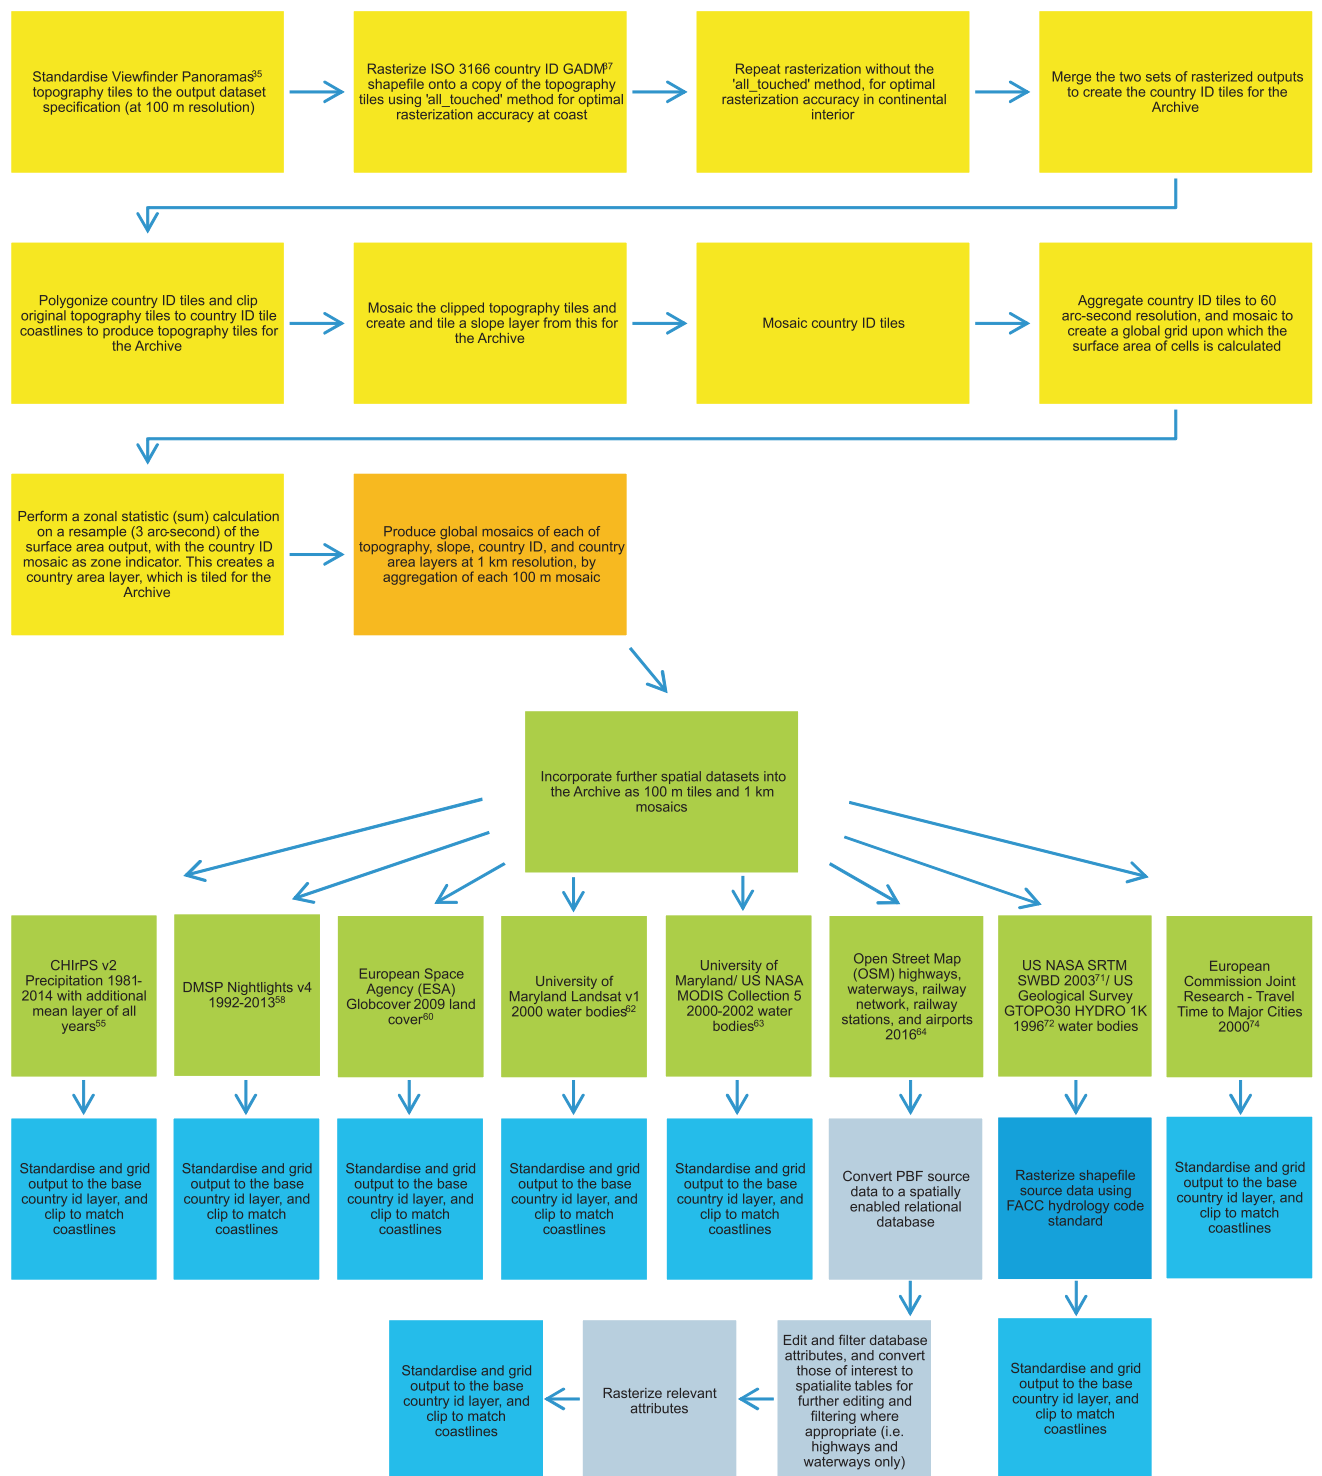 Standardise Viewfinder Panoramas35
topography tiles to the output dataset
specification (at 100 m resolution)
Rasterize ISO 3166 country ID GADM37
shapefile onto a copy of the topography
tiles using 'all_touched' method for optimal
rasterization accuracy at coast
Repeat rasterization without the
'all_touched' method, for optimal
rasterization accuracy in continental
interior
Merge the two sets of rasterized outputs
to create the country ID tiles for the
Archive
Polygonize country ID tiles and clip
original topography tiles to country ID tile
coastlines to produce topography tiles for
the Archive
Mosaic the clipped topography tiles and
create and tile a slope layer from this for
the Archive
Mosaic country ID tiles
Aggregate country ID tiles to 60
arc-second resolution, and mosaic to
create a global grid upon which the
surface area of cells is calculated
Perform a zonal statistic (sum) calculation
on a resample (3 arc-second) of the
surface area output, with the country ID
mosaic as zone indicator. This creates a
country area layer, which is tiled for the
Archive
Produce global mosaics of each of
topography, slope, country ID, and country
area layers at 1 km resolution, by
aggregation of each 100 m mosaic
Incorporate further spatial datasets into
the Archive as 100 m tiles and 1 km
mosaics
CHIrPS v2
Precipitation 1981-
2014 with additional
mean layer of all
years55
DMSP Nightlights v4
1992-201358
European Space
Agency (ESA)
Globcover 2009 land
cover60
University of
Maryland Landsat v1
2000 water bodies62
University of
Maryland/ US NASA
MODIS Collection 5
2000-2002 water
bodies63
Open Street Map
(OSM) highways,
waterways, railway
network, railway
stations, and airports
201664
US NASA SRTM
SWBD 200371/ US
Geological Survey
GTOPO30 HYDRO 1K
199672 water bodies
European
Commission Joint
Research - Travel
Time to Major Cities
200074
Standardise and grid
output to the base
country id layer, and
clip to match
coastlines
Standardise and grid
output to the base
country id layer, and
clip to match
coastlines
Standardise and grid
output to the base
country id layer, and
clip to match
coastlines
Standardise and grid
output to the base
country id layer, and
clip to match
coastlines
Standardise and grid
output to the base
country id layer, and
clip to match
coastlines
Convert PBF source
data to a spatially
enabled relational
database
Rasterize shapefile
source data using
FACC hydrology code
standard
Standardise and grid
output to the base
country id layer, and
clip to match
coastlines
Standardise and grid
output to the base
country id layer, and
clip to match
coastlines
Rasterize relevant
attributes
Edit and filter database
attributes, and convert
those of interest to
spatialite tables for
further editing and
filtering where
appropriate (i.e.
highways and
waterways only)
Standardise and grid
output to the base
country id layer, and
clip to match
coastlines